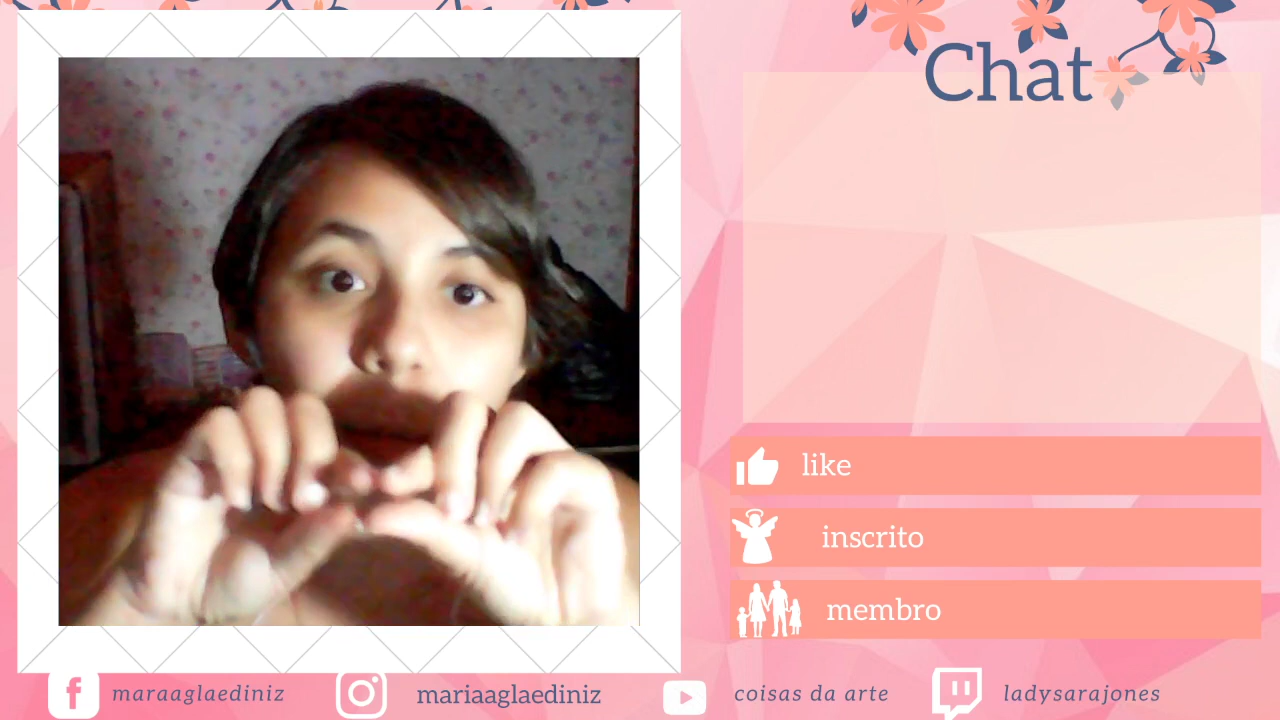 Chat
like
inscrito
membro
maraaglaediniz
mariaaglaediniz
coisas da arte
ladysarajones